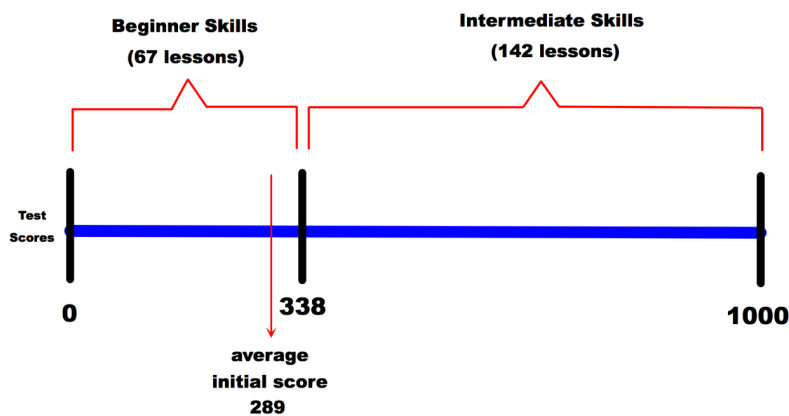 Beginner Skills
(67 lessons)
Intermediate Skills
(142 lessons)
Test
Scores
0
338
1000
average
initial score
289